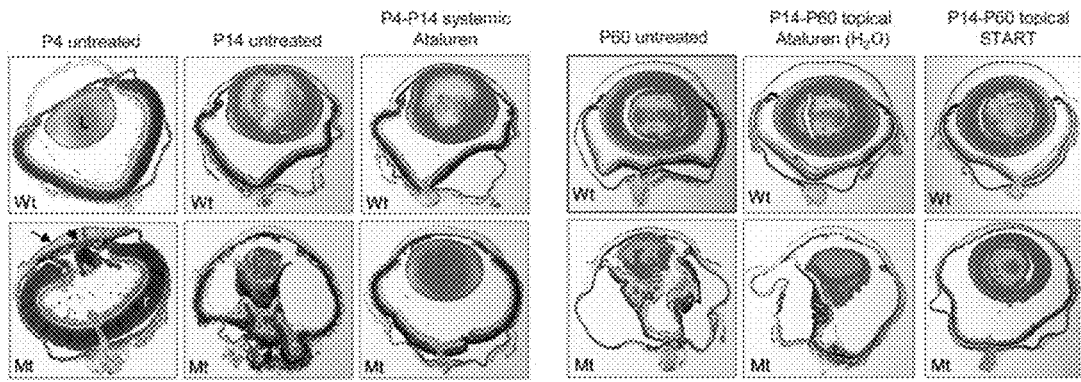 P4 untreated
P14 untreated
P4-P14 systemic
Ataluren
P60 untreated
P14-P60 topical
Ataluren (H₂O)
P14-P60 topical
START
Wt
Wt
Wt
Wt
Wt
Wt
Mt
Mt
Mt
Mt
Mt
Mt